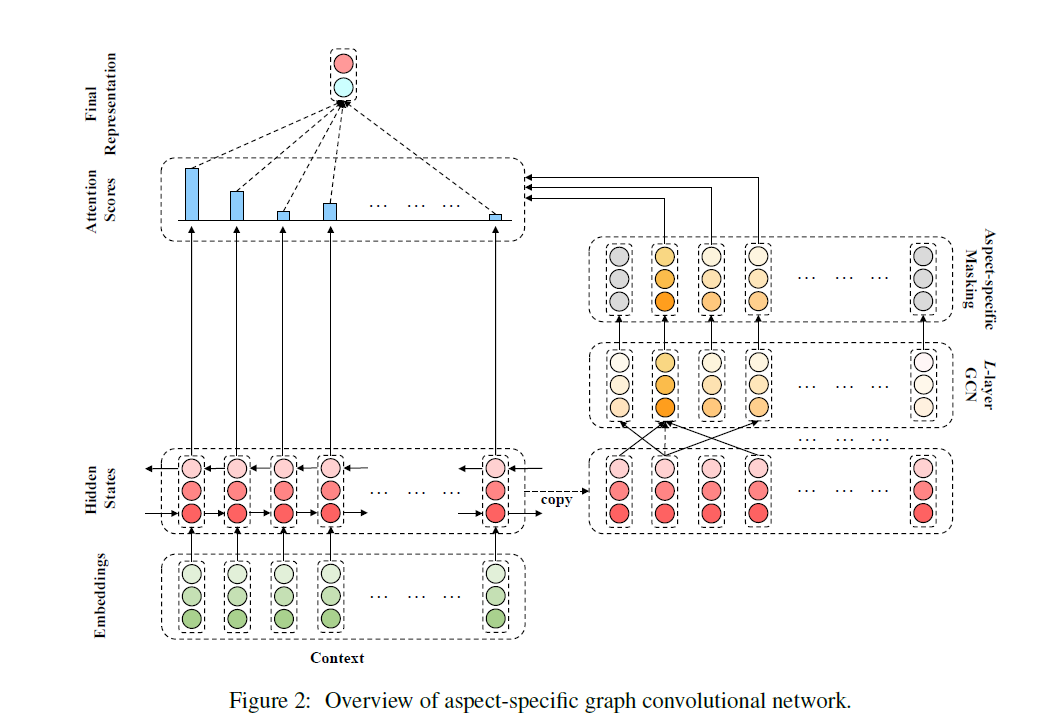 Final
Representation
Attention
Scores
... ... ...
Aspect-specific
Masking
... ... ...
L-layer
GCN
... ... ...
... ... ...
Hidden
States
... ... ...
copy
... ... ...
Embeddings
... ... ...
Context
Figure 2: Overview of aspect-specific graph convolutional network.